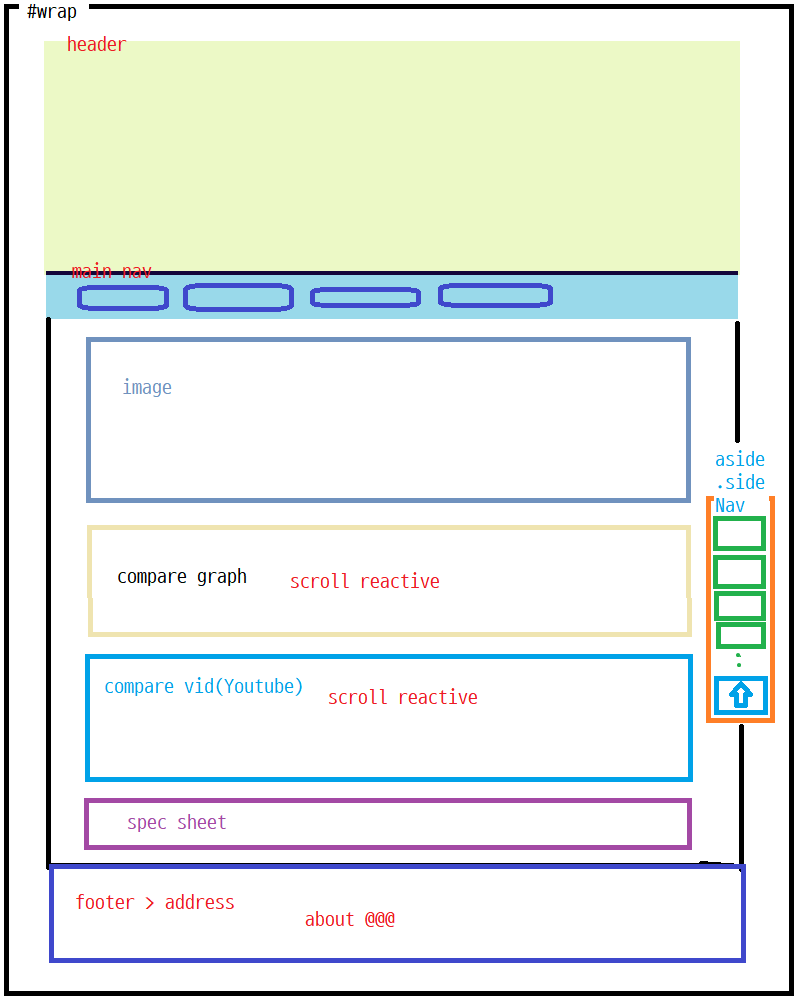 #wrap
header
main nav
image
aside
.side
Nav
compare graph
scroll reactive
compare vid(Youtube)
scroll reactive
spec sheet
footer > address
about @@@